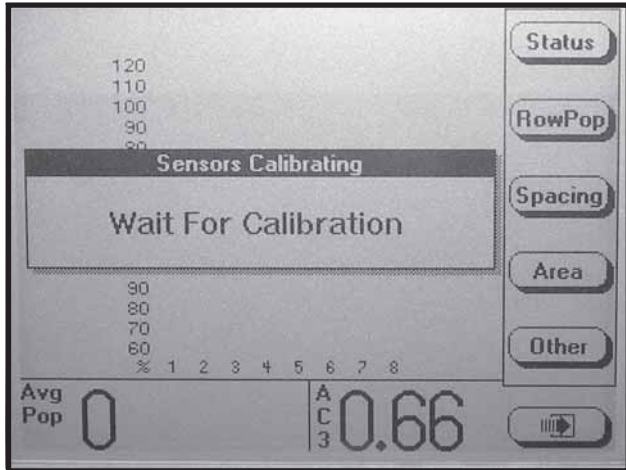 120
110
100
90
80
Sensors Calibrating
Wait For Calibration
90
80
70
60
% 1 2 3 4 5 6 7 8
Avg
Pop 0
A
C
3
0.66
Status
RowPop
Spacing
Area
Other